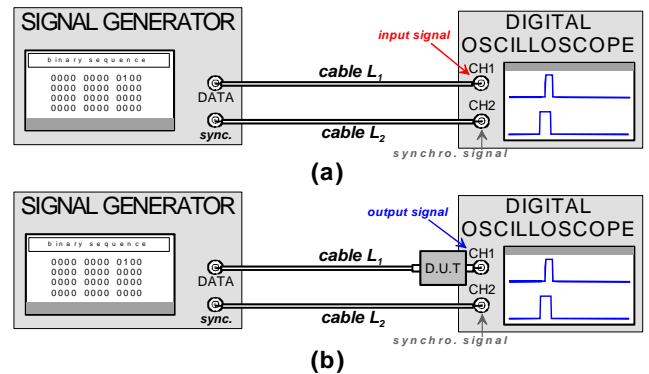 SIGNAL GENERATOR
binary sequence
0000 0000 0100
0000 0000 0000
0000 0000 0000
0000 0000 0000
DATA
sync.
cable L1
cable L2
input signal
DIGITAL
OSCILLOSCOPE
CH1
CH2
synchro. signal
(a)
SIGNAL GENERATOR
binary sequence
0000 0000 0100
0000 0000 0000
0000 0000 0000
0000 0000 0000
DATA
sync.
cable L1
cable L2
output signal
D.U.T
DIGITAL
OSCILLOSCOPE
CH1
CH2
synchro. signal
(b)